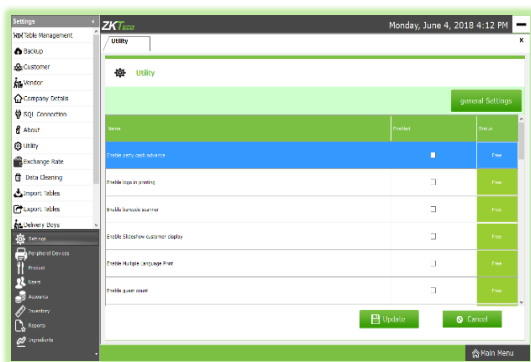 Settings
ZKTeco
Monday, June 4, 2018 4:12 PM
Table Management
Backup
Customer
Vendor
Company Details
SQL Connection
About
Utility
Exchange Rate
Data Cleaning
Import Tables
Export Tables
Delivery Boys
Settings
Peripheral Devices
Product
Users
Accounts
Inventory
Reports
Ingredients
Utility
x
Utility
general Settings
Name
Enabled
Status
Enable petty cash advance
Free
Enable logo in printing
Free
Enable barcode scanner
Free
Enable Slideshow customer display
Free
Enable Multiple Language Print
Free
Enable guest count
Free
Update
Cancel
Main Menu